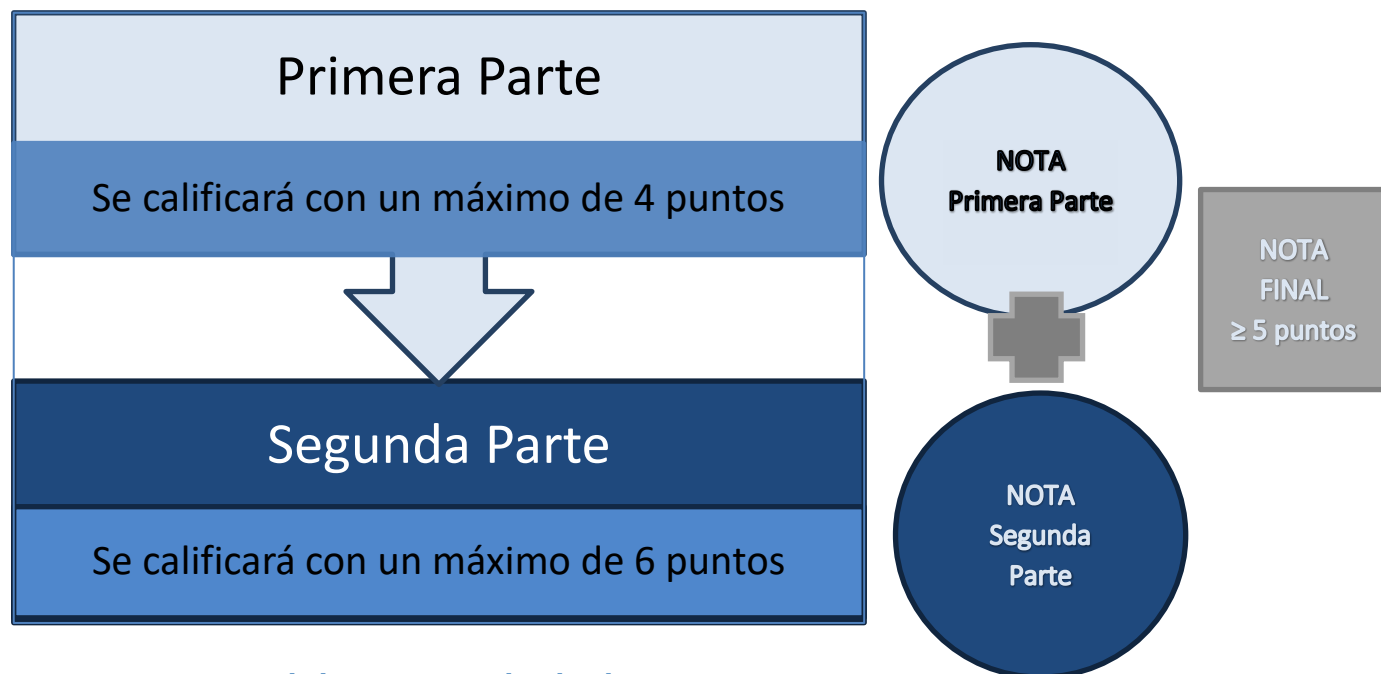 Primera Parte
Se calificará con un máximo de 4 puntos
Segunda Parte
Se calificará con un máximo de 6 puntos
NOTA
Primera Parte
NOTA
Segunda
Parte
NOTA
FINAL
≥ 5 puntos